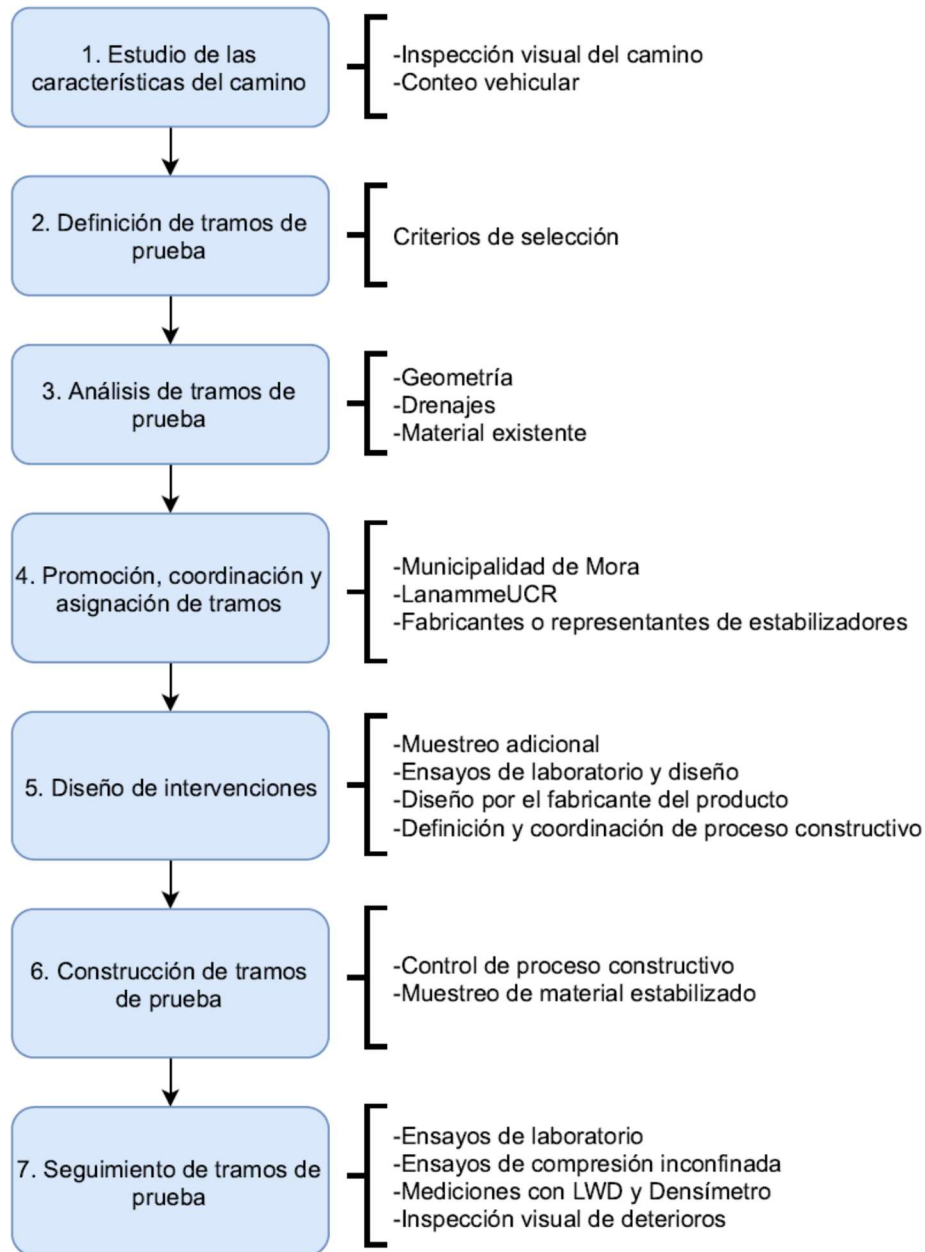 1. Estudio de las
características del camino
-Inspección visual del camino
-Conteo vehicular
2. Definición de tramos de
prueba
Criterios de selección
3. Análisis de tramos de
prueba
-Geometría
-Drenajes
-Material existente
4. Promoción, coordinación y
asignación de tramos
-Municipalidad de Mora
-LanammeUCR
-Fabricantes o representantes de estabilizadores
5. Diseño de intervenciones
-Muestreo adicional
-Ensayos de laboratorio y diseño
-Diseño por el fabricante del producto
-Definición y coordinación de proceso constructivo
6. Construcción de tramos
de prueba
-Control de proceso constructivo
-Muestreo de material estabilizado
7. Seguimiento de tramos de
prueba
-Ensayos de laboratorio
-Ensayos de compresión inconfinada
-Mediciones con LWD y Densímetro
-Inspección visual de deterioros